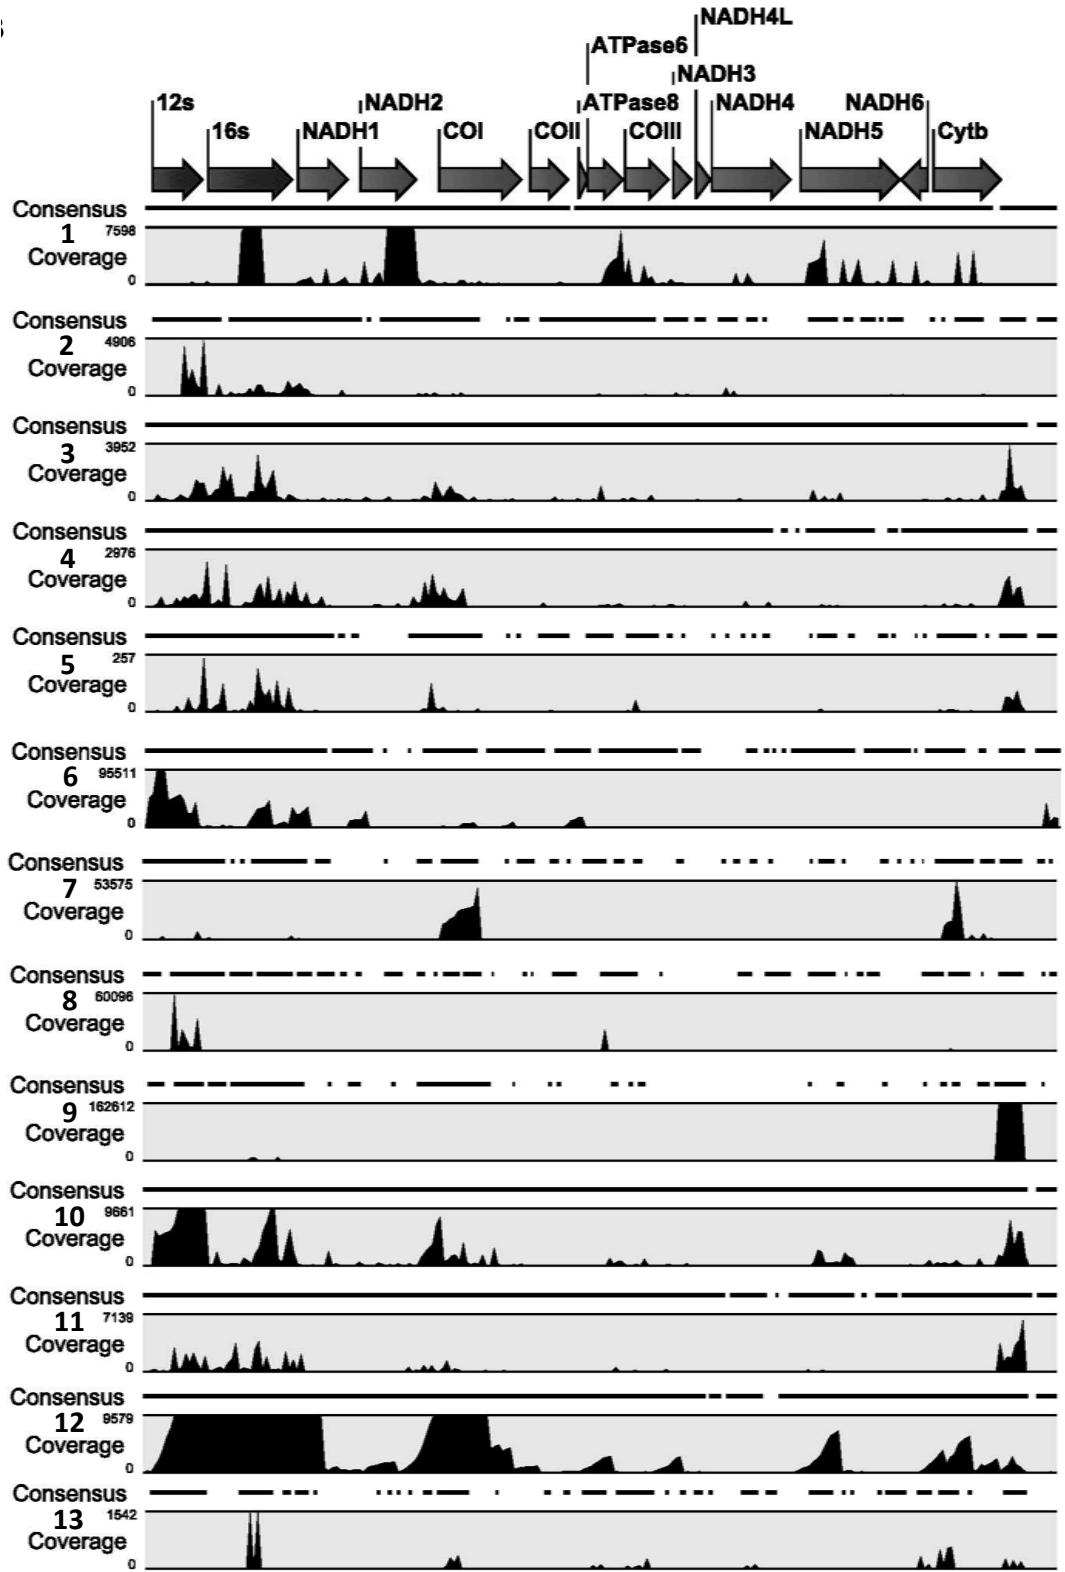 NADH4L
ATPase6
NADH3
12s NADH2 ATPase8 NADH4 NADH6
16s NADH1 COI COII COIII NADH5 Cytb
Consensus
1 7598
Coverage
0
Consensus
2 4906
Coverage
0
Consensus
3 3952
Coverage
0
Consensus
4 2976
Coverage
0
Consensus
5 257
Coverage
0
Consensus
6 95511
Coverage
0
Consensus
7 53575
Coverage
0
Consensus
8 60096
Coverage
0
Consensus
9 162612
Coverage
0
Consensus
10 9661
Coverage
0
Consensus
11 7139
Coverage
0
Consensus
12 9579
Coverage
0
Consensus
13 1542
Coverage
0